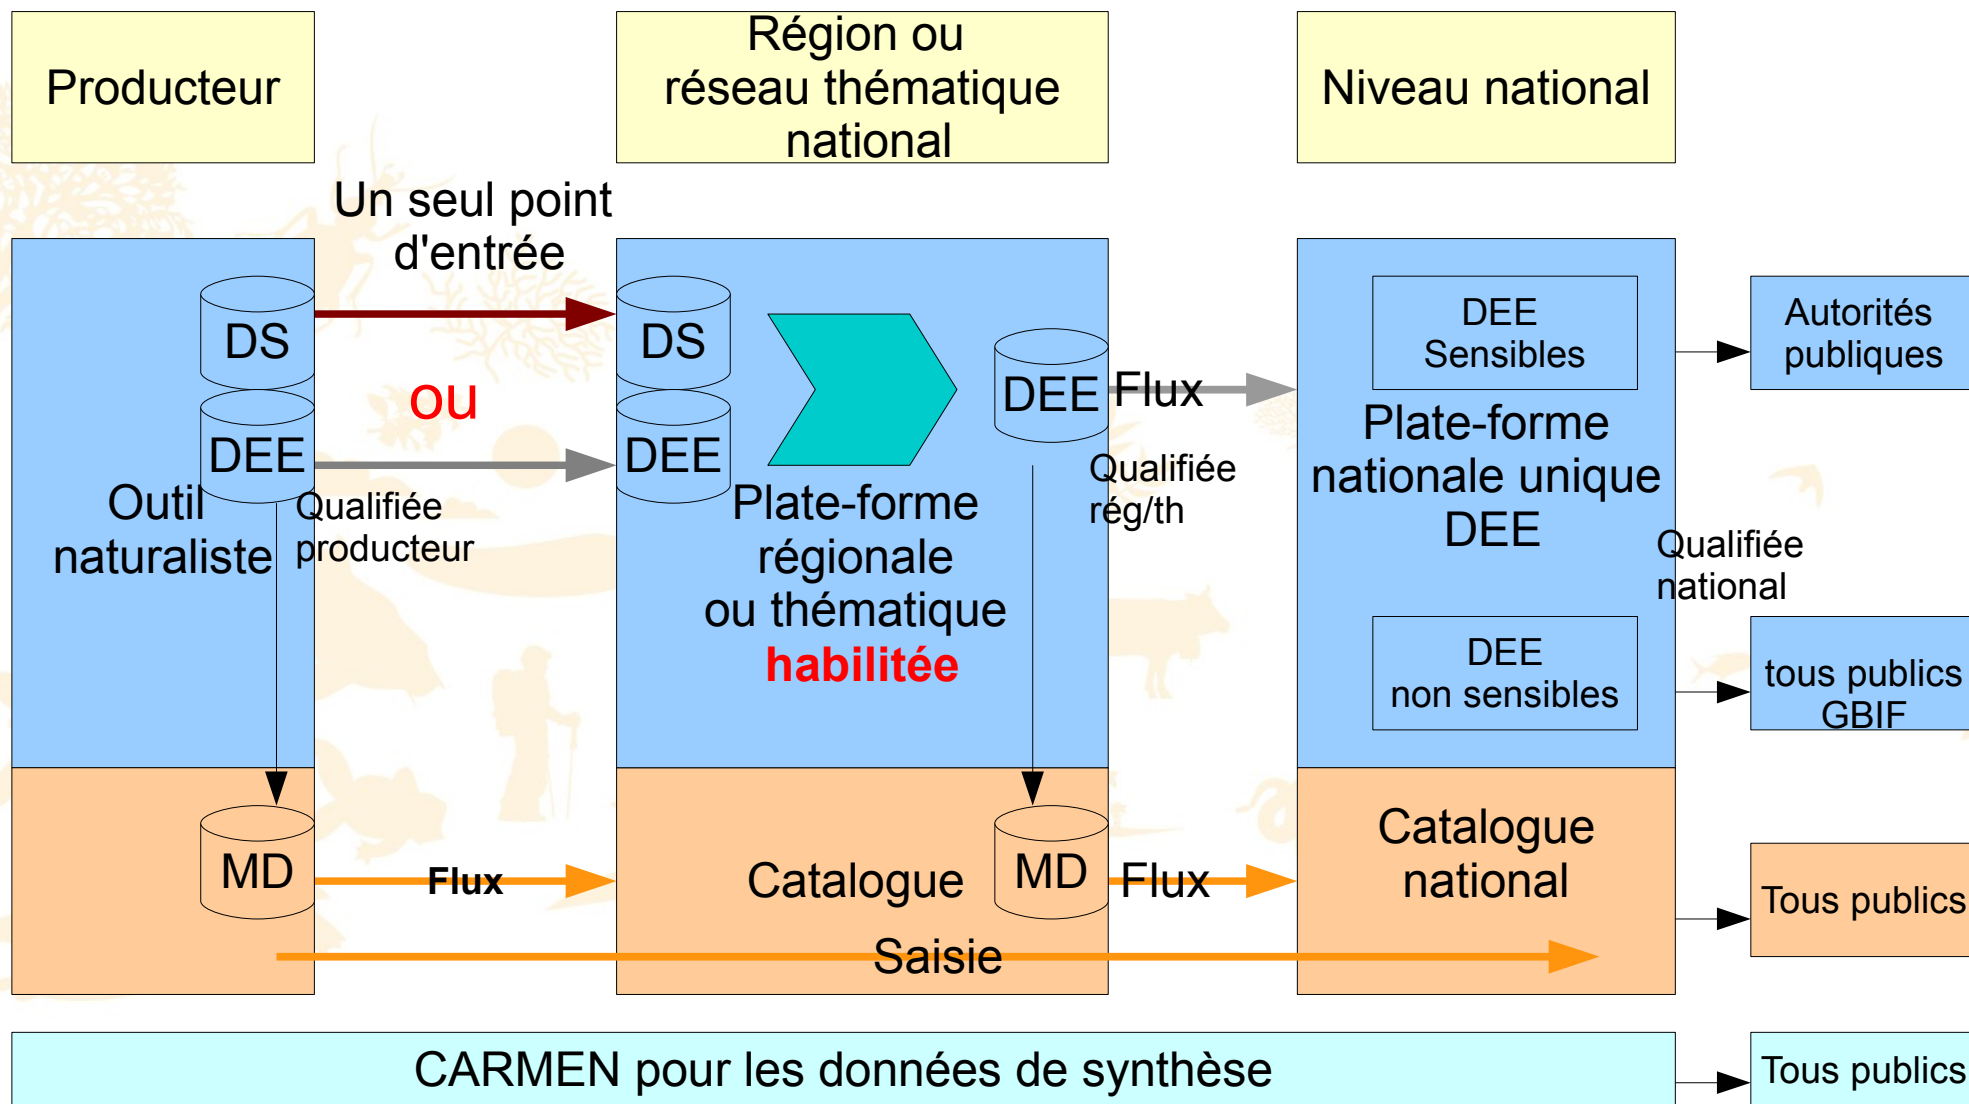 Producteur
Région ou
réseau thématique
national
Niveau national
Un seul point
d'entrée
DS
ou
DEE
Outil
naturaliste
Qualifiée
producteur
DS
DEE
DEE
Flux
Qualifiée
rég/th
Plate-forme
régionale
ou thématique
habilitée
DEE
Sensibles
Plate-forme
nationale unique
DEE
Qualifiée
national
DEE
non sensibles
Autorités
publiques
tous publics
GBIF
MD
Flux
Catalogue
MD
Flux
Catalogue
national
Tous publics
Saisie
CARMEN pour les données de synthèse
Tous publics